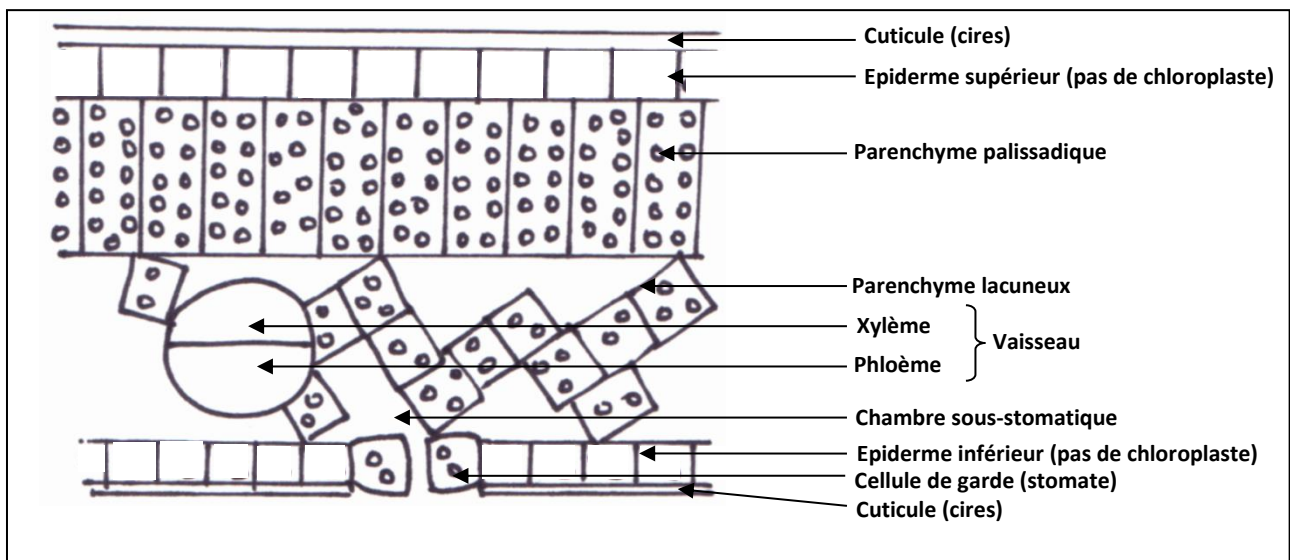 Cuticule (cires)
Epiderme supérieur (pas de chloroplaste)
Parenchyme palissadique
Parenchyme lacuneux
Xylème
Vaisseau
Phloème
Chambre sous-stomatique
Epiderme inférieur (pas de chloroplaste)
Cellule de garde (stomate)
Cuticule (cires)